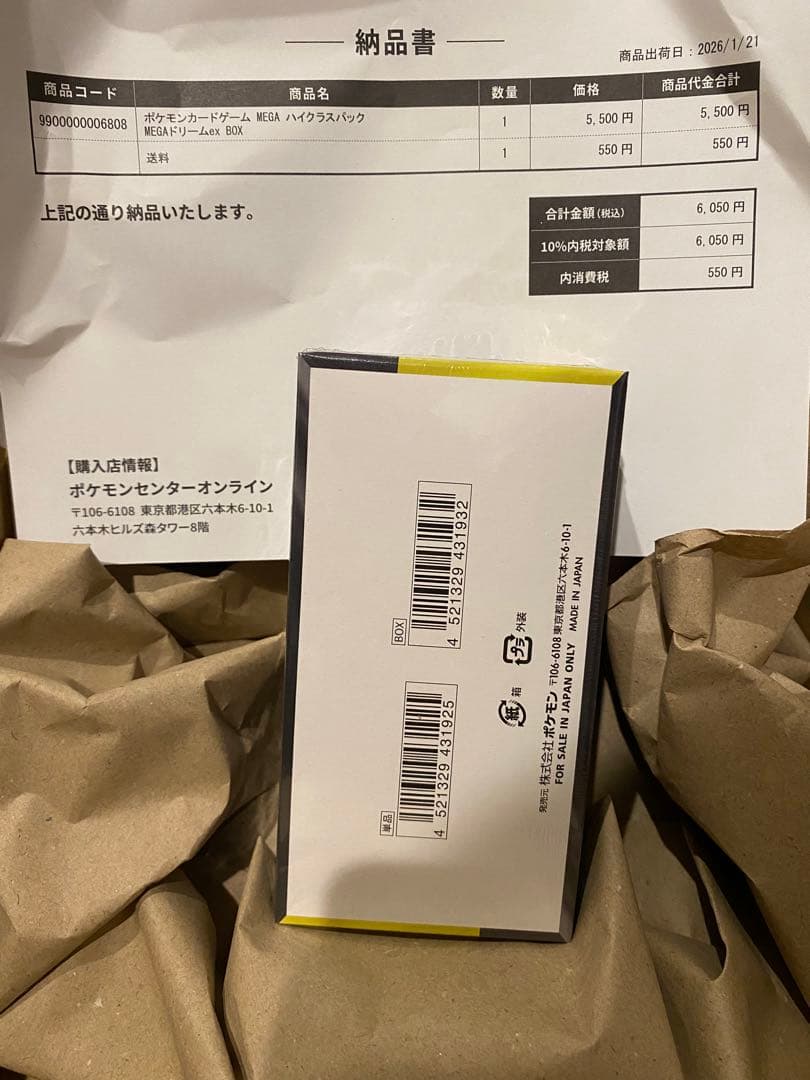 納品書
商品出荷日：2026/1/21
商品コード 商品名 数量 価格 商品代金合計
9900000006808 ポケモンカードゲーム MEGA ハイクラスパック 1 5,500 円 5,500 円
MEGAドリームex BOX
送料 1 550 円 550 円
上記の通り納品いたします。
合計金額(税込) 6,050 円
10%内税対象額 6,050 円
内消費税 550 円
【購入店情報】
ポケモンセンターオンライン
〒106-6108 東京都港区六本木6-10-1
六本木ヒルズ森タワー8階
BOX
4 521329 431932
単品
4 521329 431925
プラ 外装
紙 箱
発売元 株式会社ポケモン 〒106-6108 東京都港区六本木6-10-1
FOR SALE IN JAPAN ONLY MADE IN JAPAN